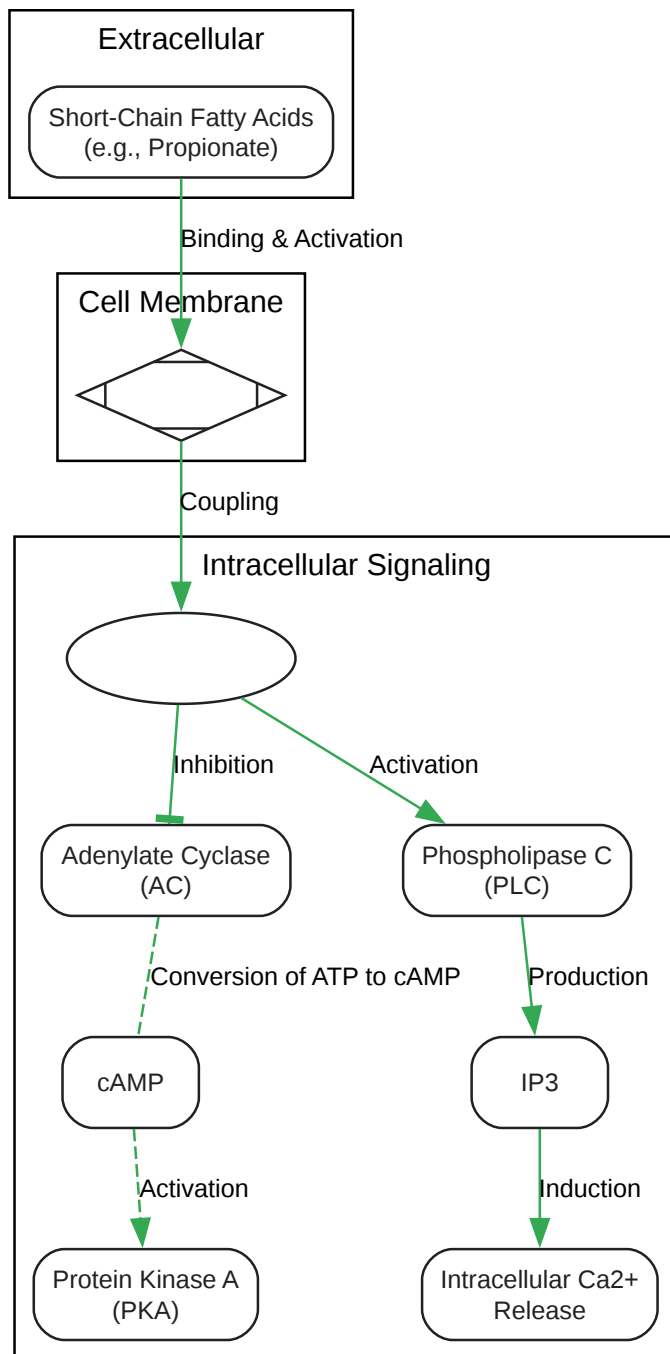 Extracellular
Short-Chain Fatty Acids
(e.g., Propionate)
Binding & Activation
Cell Membrane
Coupling
Intracellular Signaling
Inhibition
Activation
Adenylate Cyclase
(AC)
Phospholipase C
(PLC)
Conversion of ATP to cAMP
Production
cAMP
IP3
Activation
Induction
Protein Kinase A
(PKA)
Intracellular Ca2+
Release